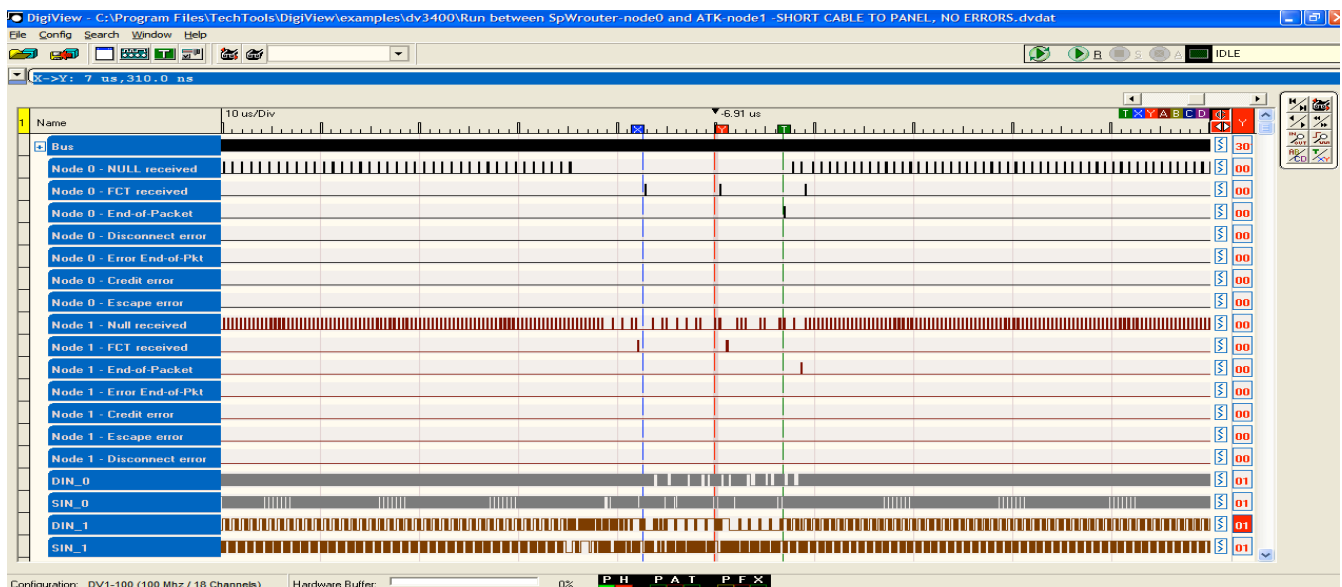 DigiView - C:\Program Files\TechTools\DigiView\examples\dv3400\Run between SpWrouter-node0 and ATK-node1 -SHORT CABLE TO PANEL, NO ERRORS.dvdat
File Config Search Window Help
R S A IDLE
X->Y: 7 us,310.0 ns
1 Name 10 us/Div -6.91 us T X Y A B C D Y
X Y T
Bus 30
Node 0 - NULL received 00
Node 0 - FCT received 00
Node 0 - End-of-Packet 00
Node 0 - Disconnect error 00
Node 0 - Error End-of-Pkt 00
Node 0 - Credit error 00
Node 0 - Escape error 00
Node 1 - Null received 00
Node 1 - FCT received 00
Node 1 - End-of-Packet 00
Node 1 - Error End-of-Pkt 00
Node 1 - Credit error 00
Node 1 - Escape error 00
Node 1 - Disconnect error 00
DIN_0 01
SIN_0 01
DIN_1 01
SIN_1 01
Configuration: DV1-100 (100 Mhz / 18 Channels) Hardware Buffer: 0% P H P A T P F X